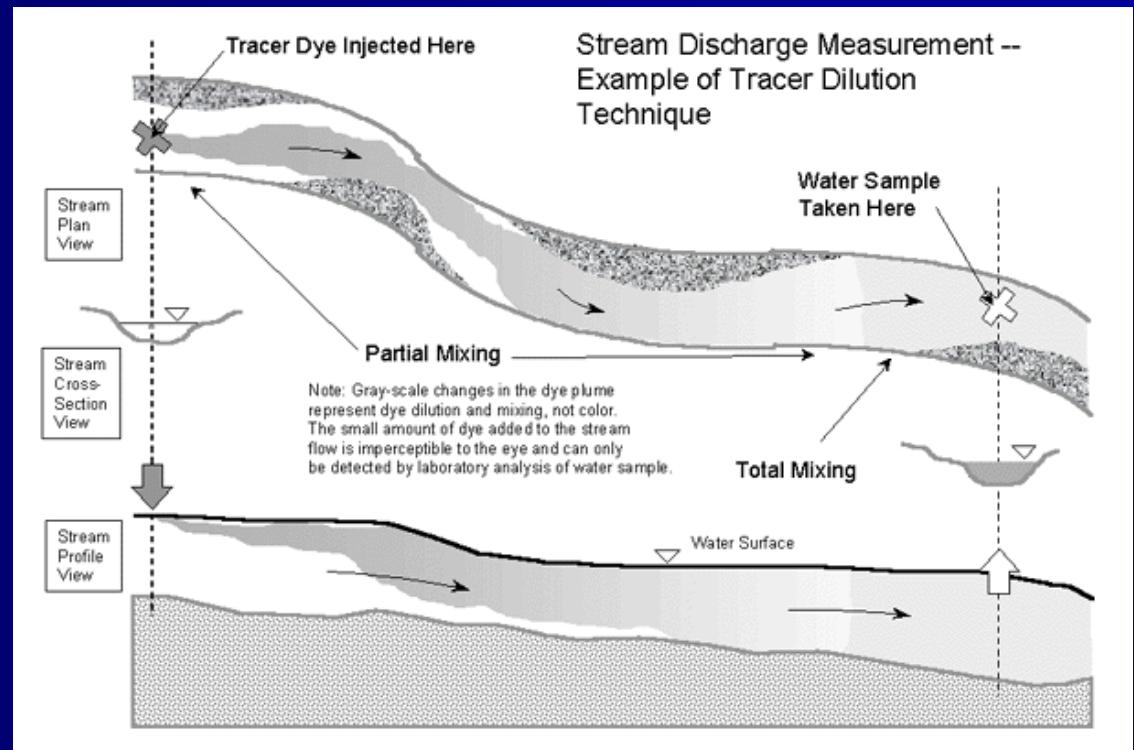 Tracer Dye Injected Here
Stream Discharge Measurement --
Example of Tracer Dilution
Technique
Water Sample
Taken Here
Stream
Plan
View
Partial Mixing
Stream
Cross-
Section
View
Note: Gray-scale changes in the dye plume
represent dye dilution and mixing, not color.
The small amount of dye added to the stream
flow is imperceptible to the eye and can only
be detected by laboratory analysis of water sample.
Total Mixing
Stream
Profile
View
Water Surface